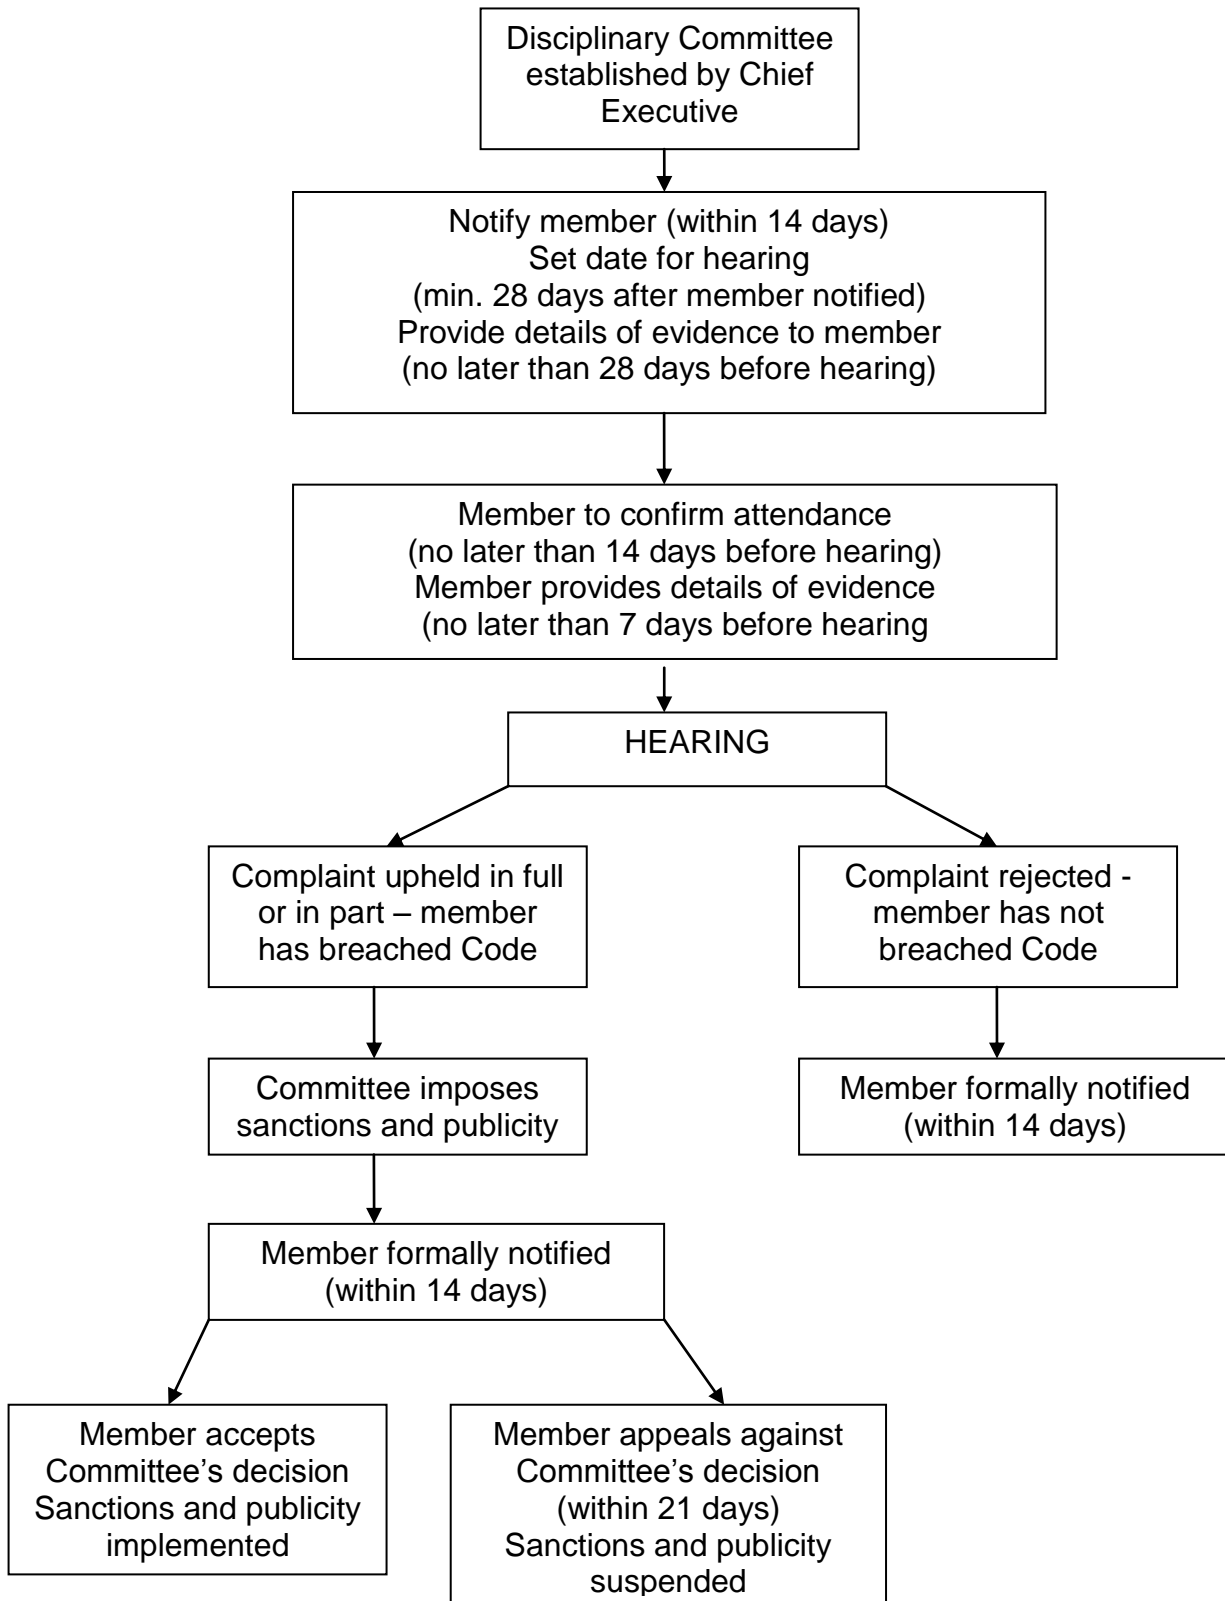 Disciplinary Committee
established by Chief
Executive
Notify member (within 14 days)
Set date for hearing
(min. 28 days after member notified)
Provide details of evidence to member
(no later than 28 days before hearing)
Member to confirm attendance
(no later than 14 days before hearing)
Member provides details of evidence
(no later than 7 days before hearing
HEARING
Complaint upheld in full
or in part – member
has breached Code
Complaint rejected -
member has not
breached Code
Committee imposes
sanctions and publicity
Member formally notified
(within 14 days)
Member formally notified
(within 14 days)
Member accepts
Committee’s decision
Sanctions and publicity
implemented
Member appeals against
Committee’s decision
(within 21 days)
Sanctions and publicity
suspended